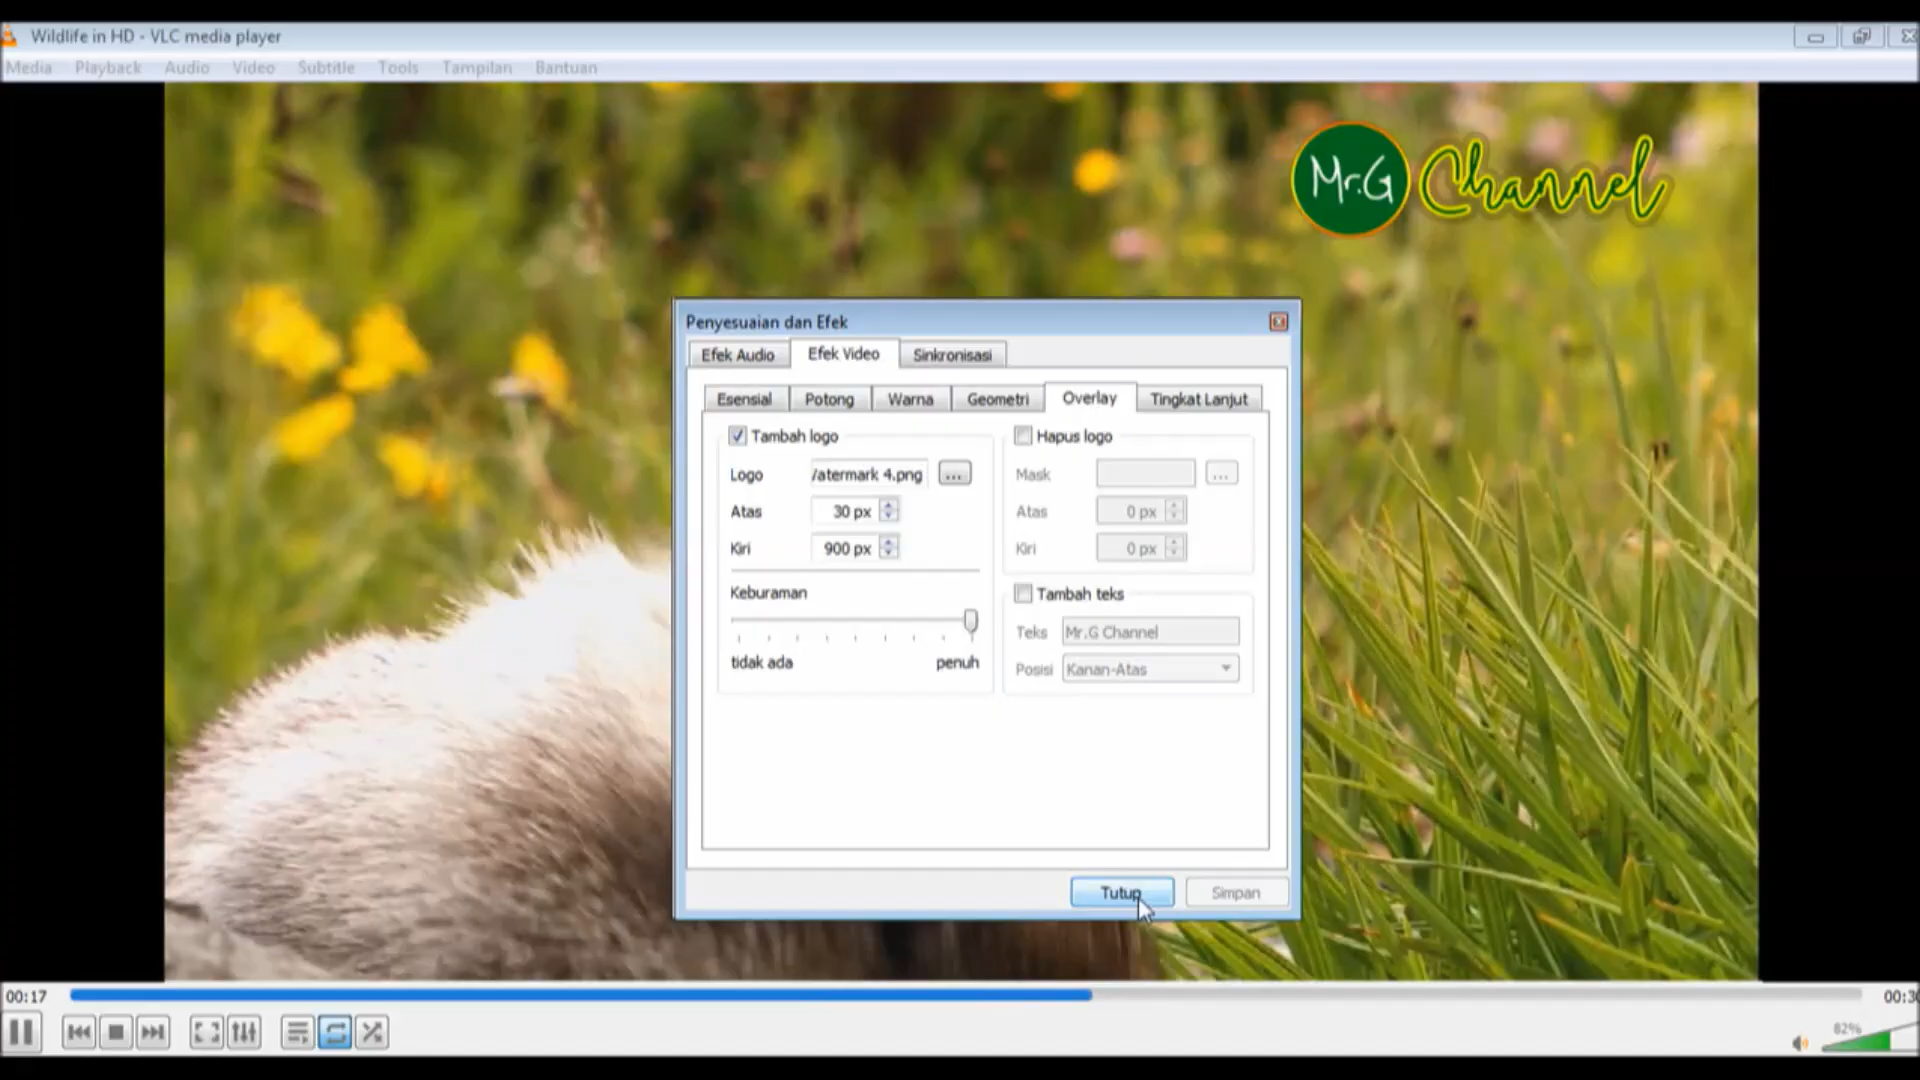 Wildlife in HD - VLC media player
Media Playback Audio Video Subtitle Tools Tampilan Bantuan
Mr.G Channel
Penyesuaian dan Efek
Efek Audio Efek Video Sinkronisasi
Esensial Potong Warna Geometri Overlay Tingkat Lanjut
Tambah logo
Logo /atermark 4.png ...
Atas 30 px
Kiri 900 px
Keburaman
tidak ada penuh
Hapus logo
Mask ...
Atas 0 px
Kiri 0 px
Tambah teks
Teks Mr.G Channel
Posisi Kanan-Atas
Tutup Simpan
00:17 00:30
82%